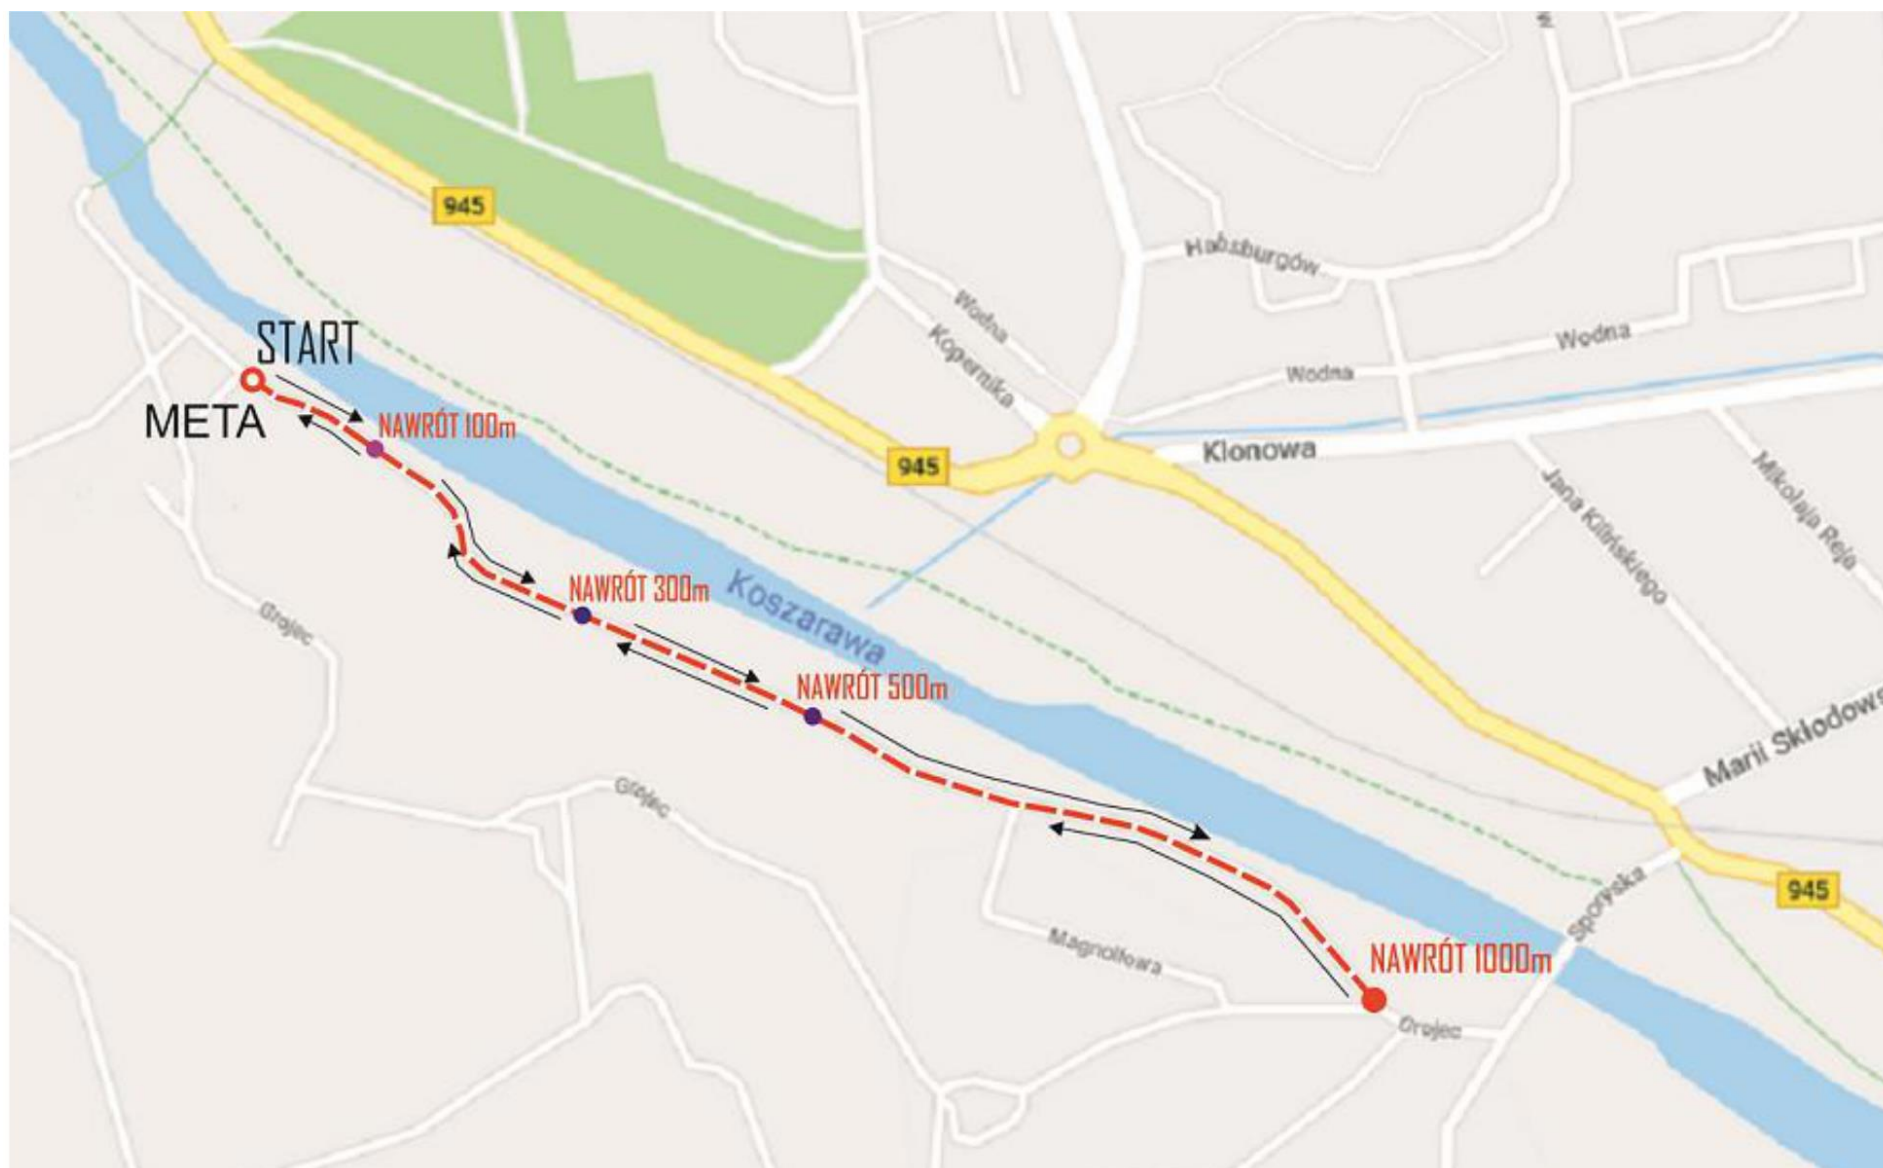 945
Habsburgów
Wodna
Kopernika
START
Wodna
Wodna
META
NAWRÓT 100m
945
Klonowa
Jana Kilińskiego
Mikołaja Reja
NAWRÓT 300m
Koszarawa
Grojec
NAWRÓT 500m
Marii Skłodows
Grojec
945
Sporyska
Magnoliowa
NAWRÓT 1000m
Grojec